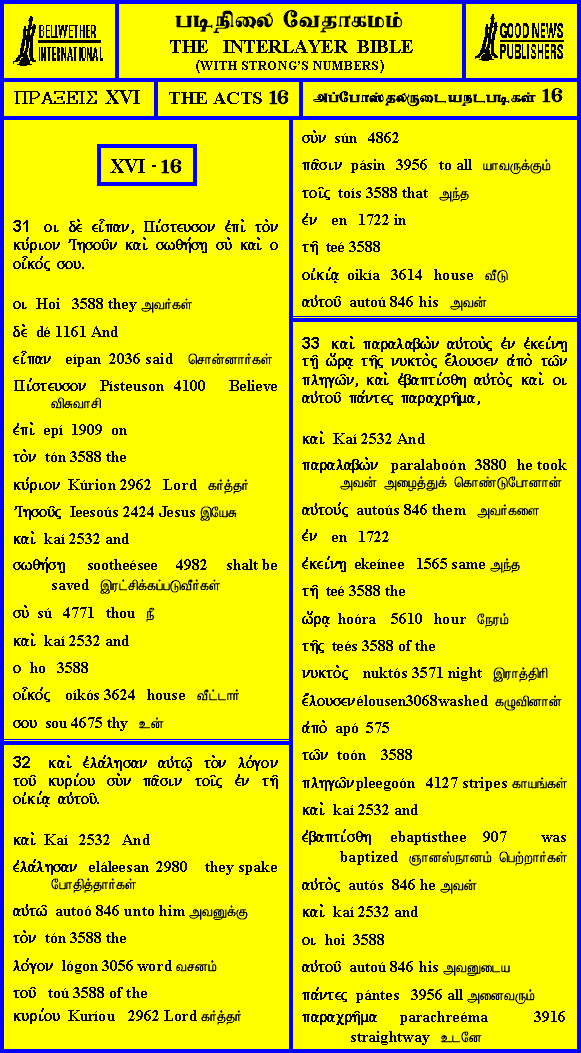 BELLWETHER
INTERNATIONAL
படிநிலை வேதாகமம்
THE INTERLAYER BIBLE
(WITH STRONG'S NUMBERS)
GOOD NEWS
PUBLISHERS
ΠΡΑΞΕΙΣ XVI
THE ACTS 16
அப்போஸ்தலருடையநடபடிகள் 16
XVI - 16
31 οι δὲ εἶπαν, Πίστευσον ἐπὶ τὸν
κύριον Ἰησοῦν καὶ σωθήσῃ σὺ καὶ ο
οἶκός σου.
οι Hoi 3588 they அவர்கள்
δὲ dé 1161 And
εἶπαν eípan 2036 said சொன்னார்கள்
Πίστευσον Pisteuson 4100 Believe
விசுவாசி
ἐπὶ epí 1909 on
τὸν tón 3588 the
κύριον Kúrion 2962 Lord கர்த்தர்
Ἰησοῦς Ieesoús 2424 Jesus இயேசு
καὶ kaí 2532 and
σωθήσῃ sootheésee 4982 shalt be
saved இரட்சிக்கப்படுவீர்கள்
σὺ sú 4771 thou நீ
καὶ kaí 2532 and
ο ho 3588
οἶκός oíkós 3624 house வீட்டார்
σου sou 4675 thy உன்
32 καὶ ἐλάλησαν αὐτῷ τὸν λόγον
τοῦ κυρίου σὺν πᾶσιν τοῖς ἐν τῇ
οἰκίᾳ αὐτοῦ.
καὶ Kaí 2532 And
ἐλάλησαν eláleesan 2980 they spake
போதித்தார்கள்
αὐτῶ autoó 846 unto him அவனுக்கு
τὸν tón 3588 the
λόγον lógon 3056 word வசனம்
τοῦ toú 3588 of the
κυρίου Kuríou 2962 Lord கர்த்தர்
σὺν sún 4862
πᾶσιν pásin 3956 to all யாவருக்கும்
τοῖς toís 3588 that அந்த
ἐν en 1722 in
τῇ teé 3588
οἰκίᾳ oikía 3614 house வீடு
αὐτοῦ autoú 846 his அவன்
33 καὶ παραλαβὼν αὐτοὺς ἐν ἐκείνῃ
τῇ ὥρᾳ τῆς νυκτὸς ἔλουσεν ἀπὸ τῶν
πληγῶν, καὶ ἐβαπτίσθη αὐτὸς καὶ οι
αὐτοῦ πάντες παραχρῆμα,
καὶ Kaí 2532 And
παραλαβὼν paralaboón 3880 he took
அவன் அழைத்துக் கொண்டுபோனான்
αὐτούς autoús 846 them அவர்களை
ἐν en 1722
ἐκείνῃ ekeínee 1565 same அந்த
τῇ teé 3588 the
ὥρᾳ hoóra 5610 hour நேரம்
τῆς teés 3588 of the
νυκτὸς nuktós 3571 night இராத்திரி
ἔλουσεν élousen3068washed கழுவினான்
ἀπὸ apó 575
τῶν toón 3588
πληγῶν pleegoón 4127 stripes காயங்கள்
καὶ kaí 2532 and
ἐβαπτίσθη ebaptísthee 907 was
baptized ஞானஸ்நானம் பெற்றார்கள்
αὐτὸς autós 846 he அவன்
καὶ kaí 2532 and
οι hoi 3588
αὐτοῦ autoú 846 his அவனுடைய
πάντες pántes 3956 all அனைவரும்
παραχρῆμα parachreéma 3916
straightway உடனே